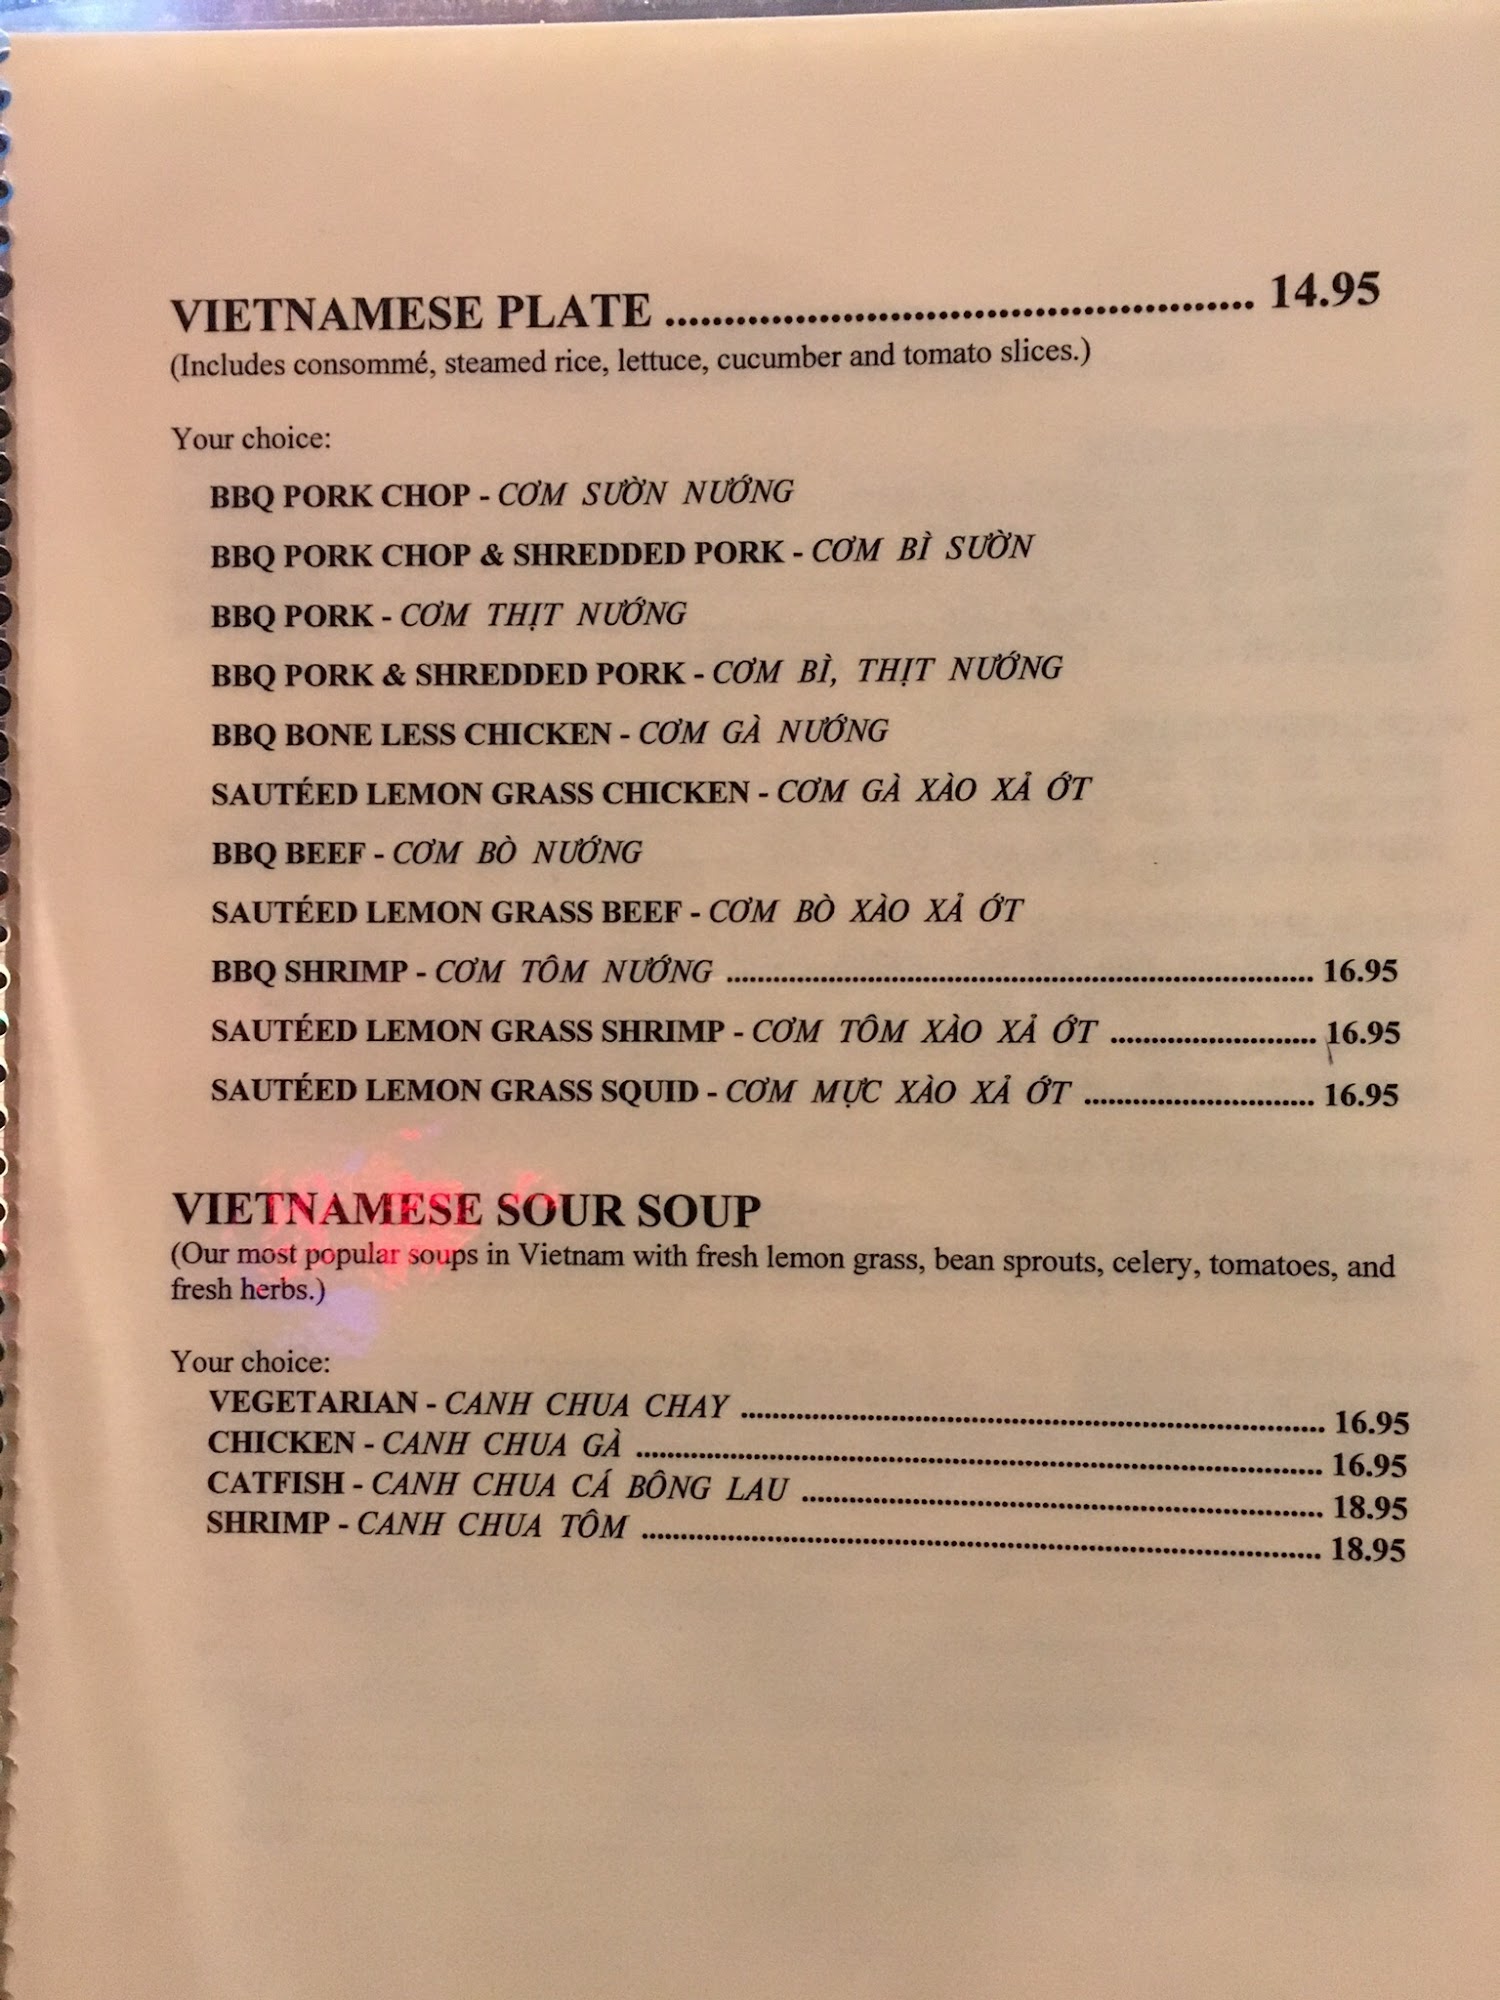 VIETNAMESE PLATE .................................................. 14.95
(Includes consommé, steamed rice, lettuce, cucumber and tomato slices.)
Your choice:
BBQ PORK CHOP - CƠM SƯỜN NƯỚNG
BBQ PORK CHOP & SHREDDED PORK - CƠM BÌ SƯỜN
BBQ PORK - CƠM THỊT NƯỚNG
BBQ PORK & SHREDDED PORK - CƠM BÌ, THỊT NƯỚNG
BBQ BONE LESS CHICKEN - CƠM GÀ NƯỚNG
SAUTÉED LEMON GRASS CHICKEN - CƠM GÀ XÀO XẢ ỚT
BBQ BEEF - CƠM BÒ NƯỚNG
SAUTÉED LEMON GRASS BEEF - CƠM BÒ XÀO XẢ ỚT
BBQ SHRIMP - CƠM TÔM NƯỚNG .......................................................................... 16.95
SAUTÉED LEMON GRASS SHRIMP - CƠM TÔM XÀO XẢ ỚT .......................... 16.95
SAUTÉED LEMON GRASS SQUID - CƠM MỰC XÀO XẢ ỚT ............................. 16.95
VIETNAMESE SOUR SOUP
(Our most popular soups in Vietnam with fresh lemon grass, bean sprouts, celery, tomatoes, and
fresh herbs.)
Your choice:
VEGETARIAN - CANH CHUA CHAY .......................................................................... 16.95
CHICKEN - CANH CHUA GÀ ....................................................................................... 16.95
CATFISH - CANH CHUA CÁ BÔNG LAU .................................................................. 18.95
SHRIMP - CANH CHUA TÔM ...................................................................................... 18.95